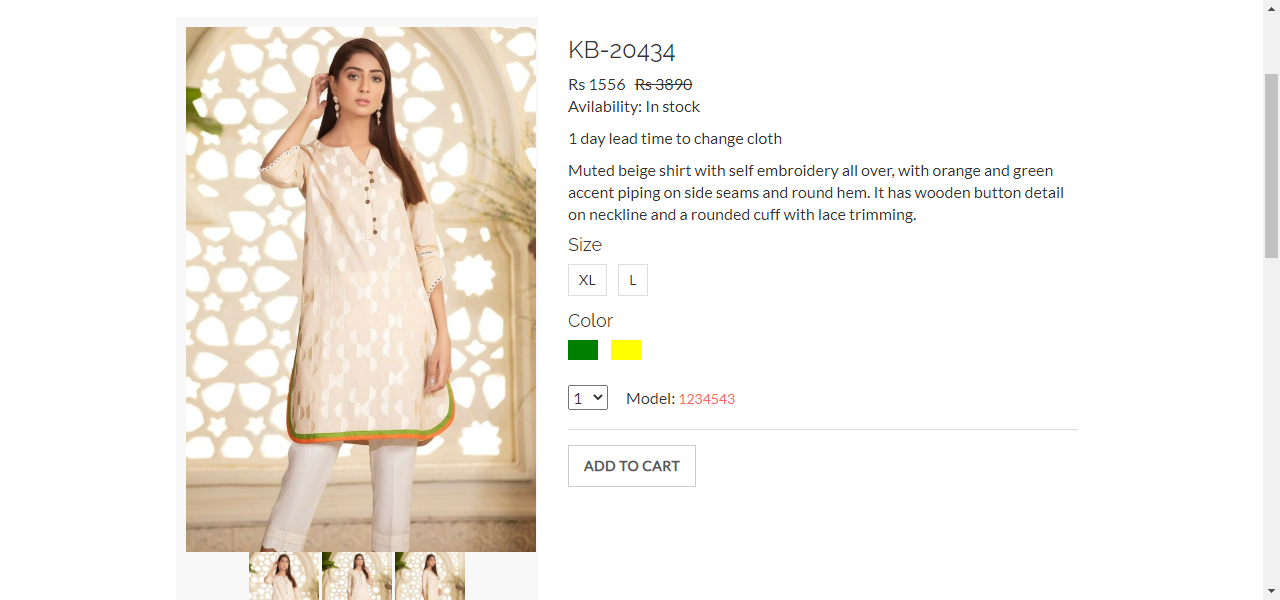 KB-20434
Rs 1556 Rs 3890
Avilability: In stock
1 day lead time to change cloth
Muted beige shirt with self embroidery all over, with orange and green
accent piping on side seams and round hem. It has wooden button detail
on neckline and a rounded cuff with lace trimming.
Size
XL L
Color
1 Model: 1234543
ADD TO CART